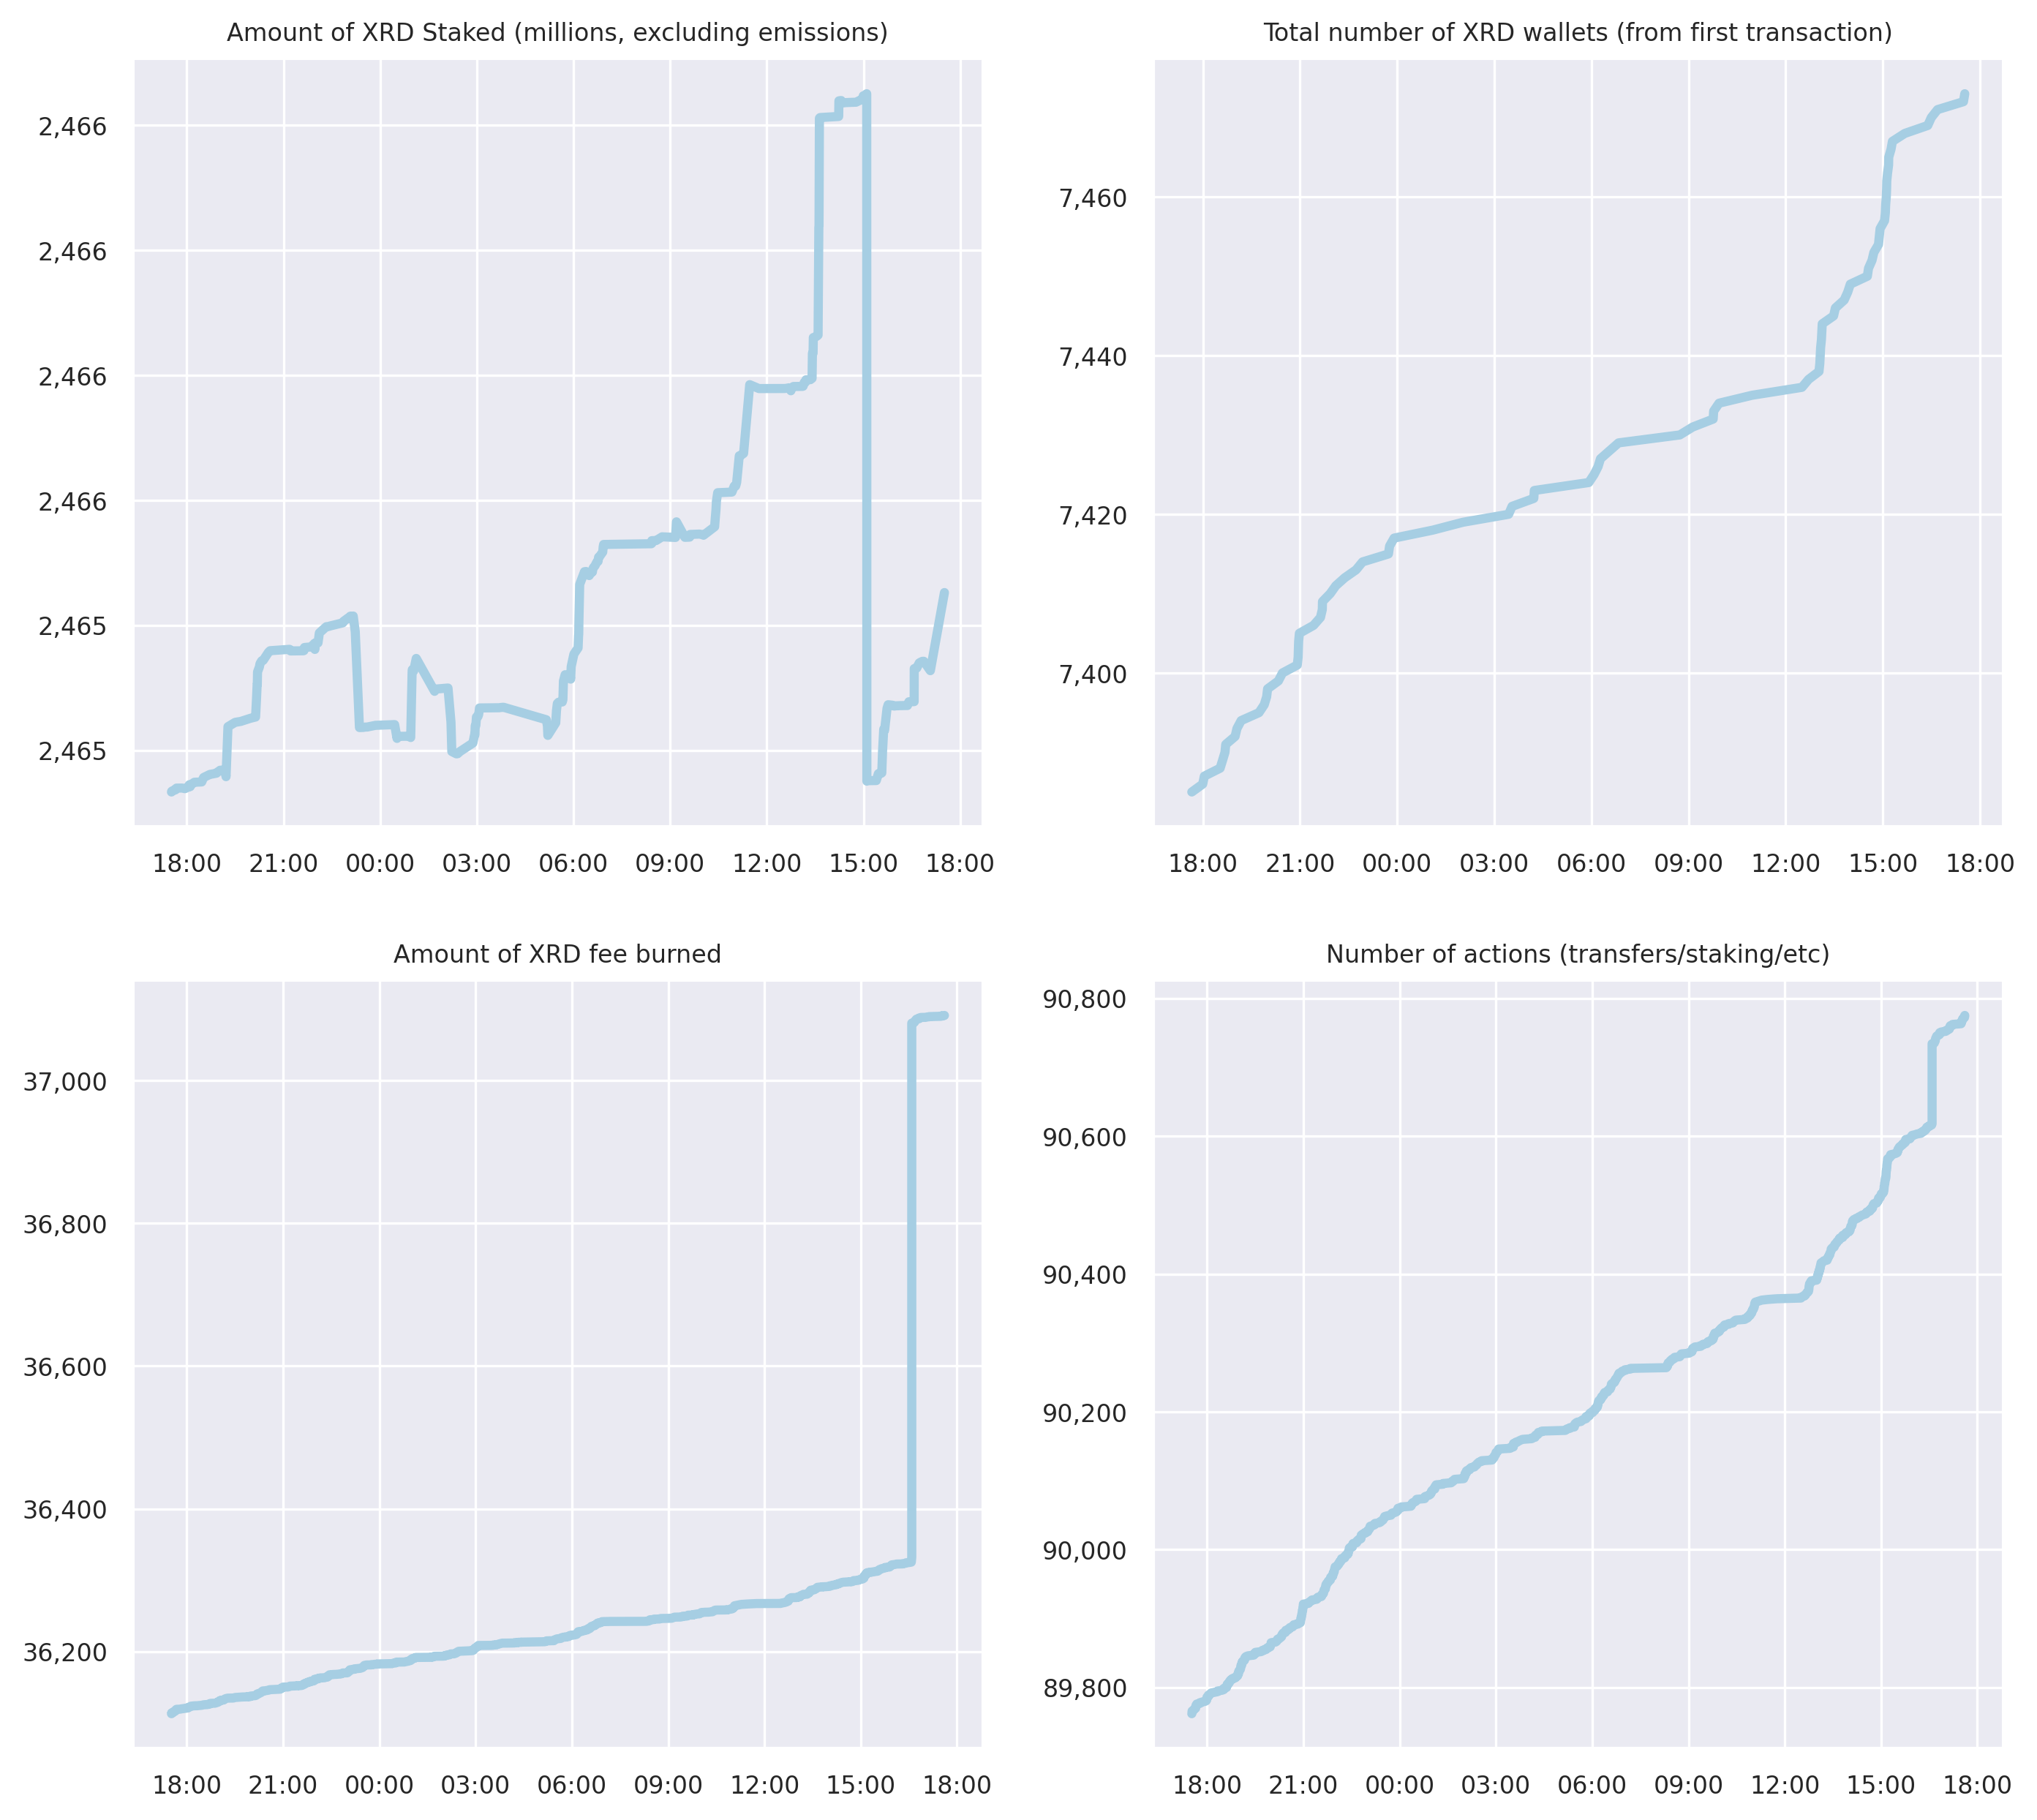 Amount of XRD Staked (millions, excluding emissions)
2,466
2,466
2,466
2,466
2,465
2,465
18:00 21:00 00:00 03:00 06:00 09:00 12:00 15:00 18:00
Total number of XRD wallets (from first transaction)
7,460
7,440
7,420
7,400
18:00 21:00 00:00 03:00 06:00 09:00 12:00 15:00 18:00
Amount of XRD fee burned
37,000
36,800
36,600
36,400
36,200
18:00 21:00 00:00 03:00 06:00 09:00 12:00 15:00 18:00
Number of actions (transfers/staking/etc)
90,800
90,600
90,400
90,200
90,000
89,800
18:00 21:00 00:00 03:00 06:00 09:00 12:00 15:00 18:00